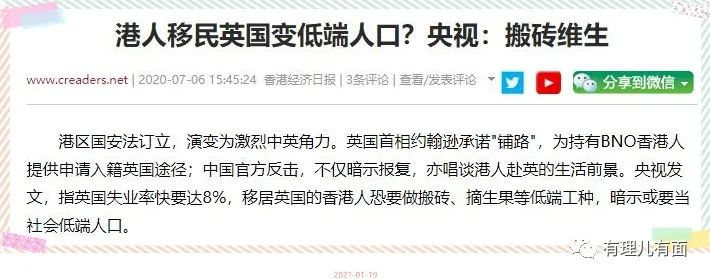 港人移民英国变低端人口？央视：搬砖维生
www.creaders.net | 2020-07-06 15:45:24 香港经济日报 | 3条评论 | 查看/发表评论 分享到微信
港区国安法订立，演变为激烈中英角力。英国首相约翰逊承诺"铺路"，为持有BNO香港人
提供申请入籍英国途径；中国官方反击，不仅暗示报复，亦唱谈港人赴英的生活前景。央视发
文，指英国失业率快要达8%，移居英国的香港人恐要做搬砖、摘生果等低端工种，暗示或要当
社会低端人口。
有理儿有面
2021-01-19